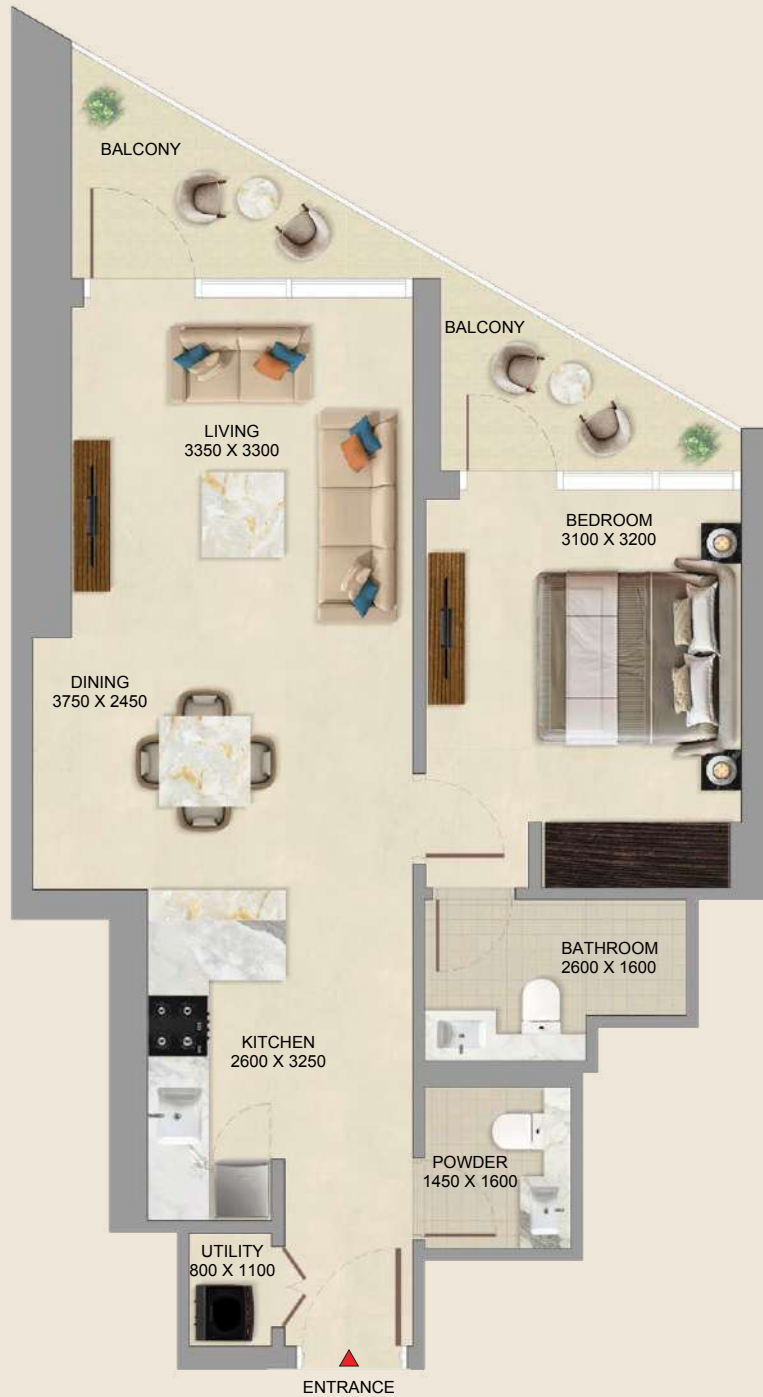 BALCONY
BALCONY
LIVING
3350 X 3300
BEDROOM
3100 X 3200
DINING
3750 X 2450
BATHROOM
2600 X 1600
KITCHEN
2600 X 3250
POWDER
1450 X 1600
UTILITY
800 X 1100
ENTRANCE